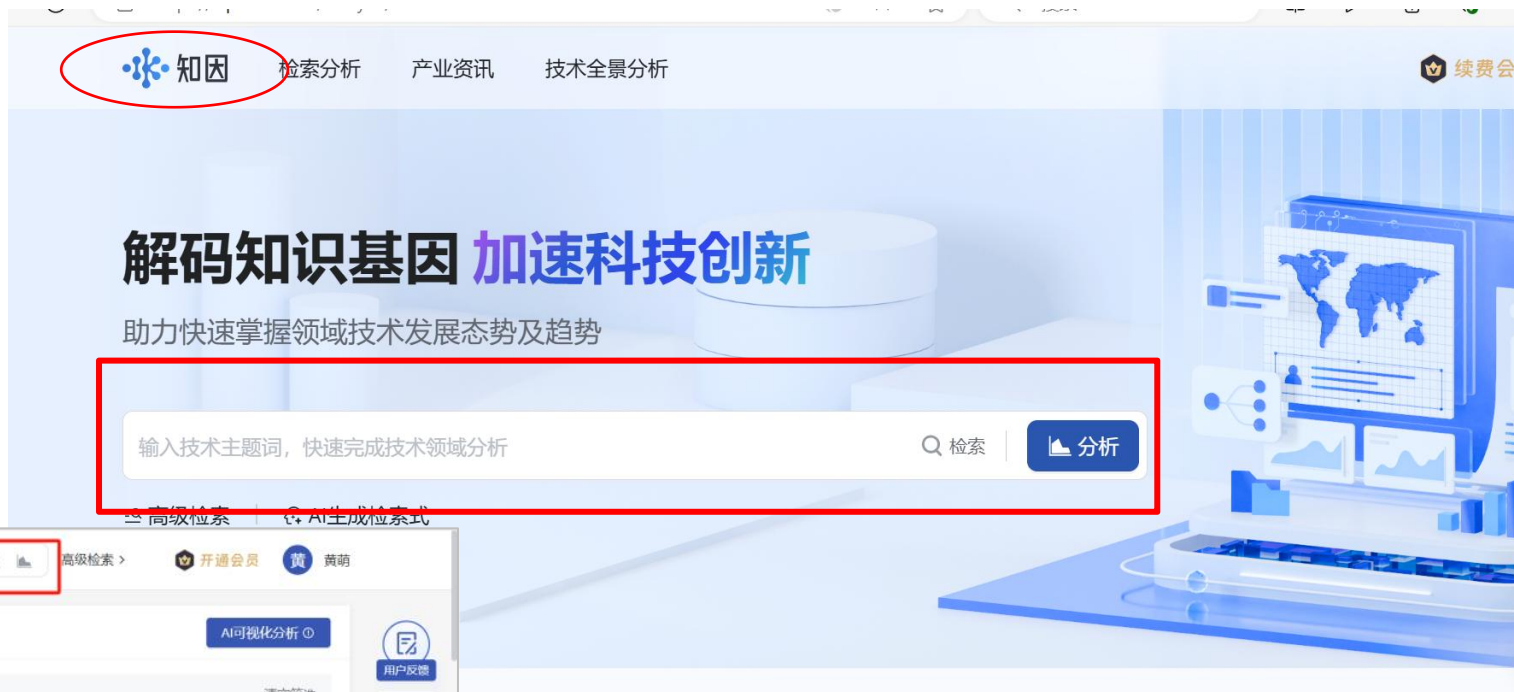 知因 检索分析 产业资讯 技术全景分析 续费会
解码知识基因 加速科技创新
助力快速掌握领域技术发展态势及趋势
输入技术主题词，快速完成技术领域分析 检索 分析
高级检索 AI生成检索式
高级检索 > 开通会员 黄 黄萌
AI可视化分析
用户反馈